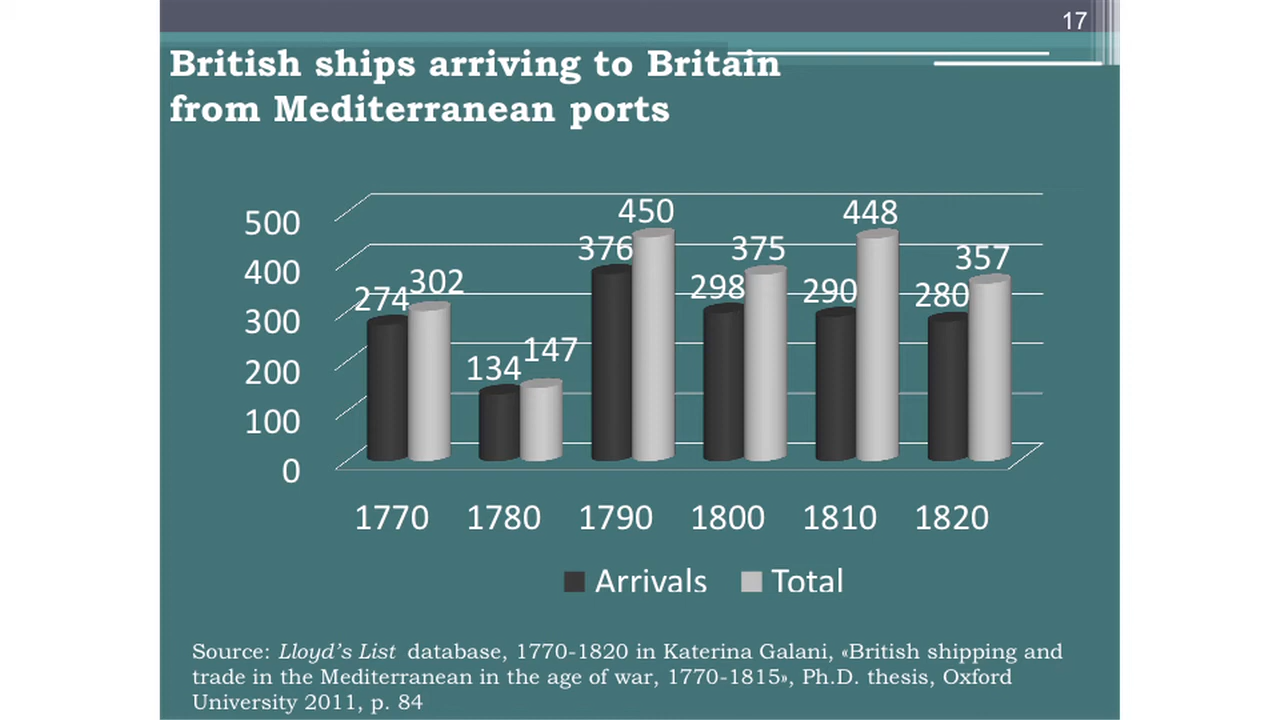 17
British ships arriving to Britain
from Mediterranean ports
500
400
300
200
100
0
274
302
134
147
376
450
298
375
290
448
280
357
1770 1780 1790 1800 1810 1820
Arrivals Total
Source: Lloyd's List database, 1770-1820 in Katerina Galani, «British shipping and
trade in the Mediterranean in the age of war, 1770-1815», Ph.D. thesis, Oxford
University 2011, p. 84